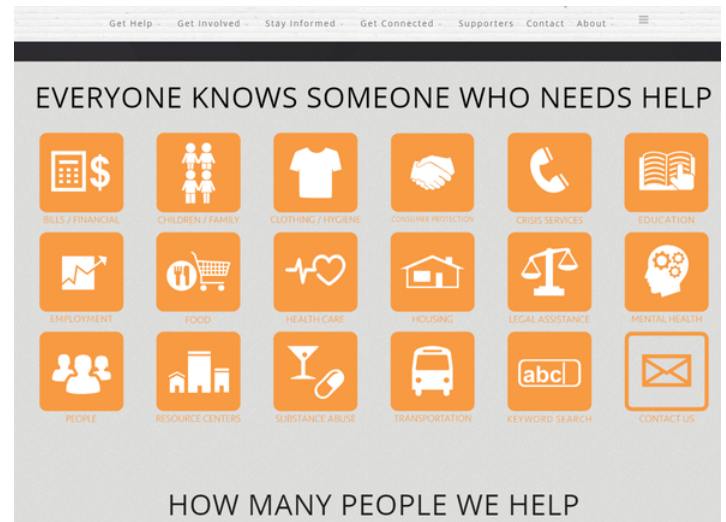 Get Help Get Involved Stay Informed Get Connected Supporters Contact About
EVERYONE KNOWS SOMEONE WHO NEEDS HELP
$
BILLS / FINANCIAL CHILDREN / FAMILY CLOTHING / HYGIENE CONSUMER PROTECTION CRISIS SERVICES EDUCATION
EMPLOYMENT FOOD HEALTH CARE HOUSING LEGAL ASSISTANCE MENTAL HEALTH
abc
PEOPLE RESOURCE CENTERS SUBSTANCE ABUSE TRANSPORTATION KEYWORD SEARCH CONTACT US
HOW MANY PEOPLE WE HELP